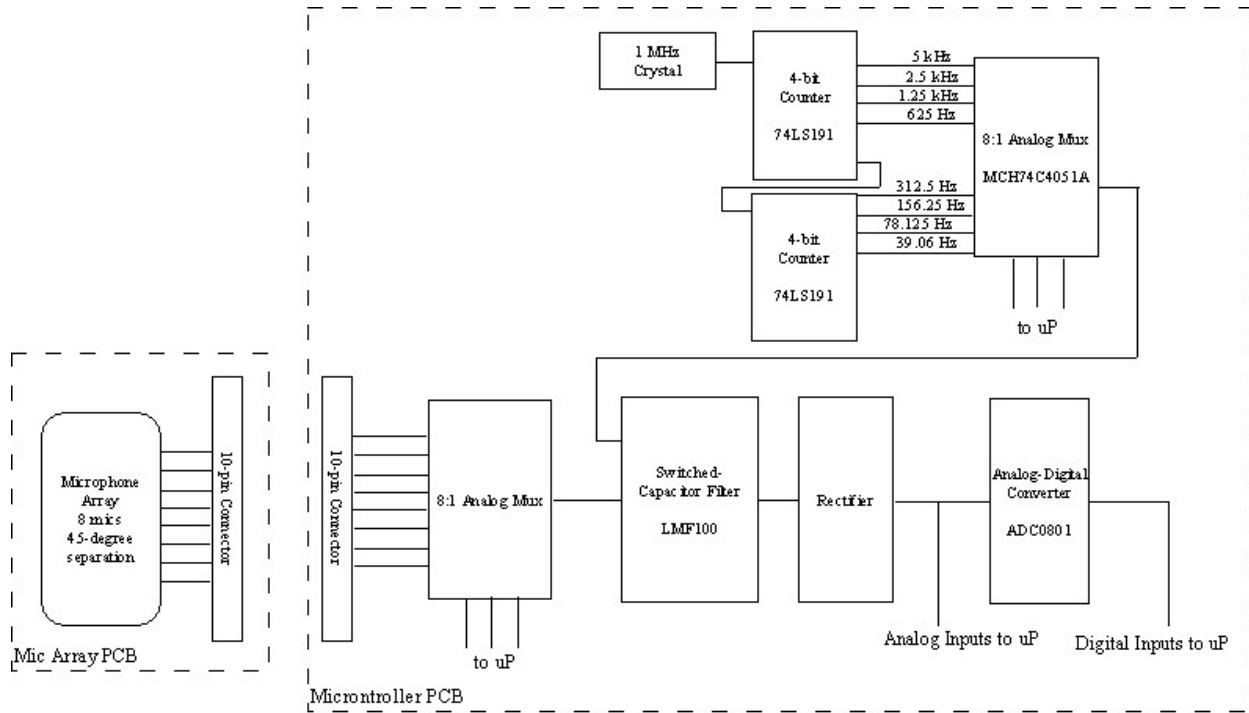 1 MHz
Crystal
4-bit
Counter
74LS191
5 kHz
2.5 kHz
1.25 kHz
625 Hz
8:1 Analog Mux
MCH74C4051A
to uP
4-bit
Counter
74LS191
312.5 Hz
156.25 Hz
78.125 Hz
39.06 Hz
Microphone
Array
8 mics
45-degree
separation
10-pin Connector
Mic Array PCB
10-pin Connector
8:1 Analog Mux
to uP
Switched-
Capacitor Filter
LMF100
Rectifier
Analog-Digital
Converter
ADC0801
Analog Inputs to uP
Digital Inputs to uP
Microntroller PCB